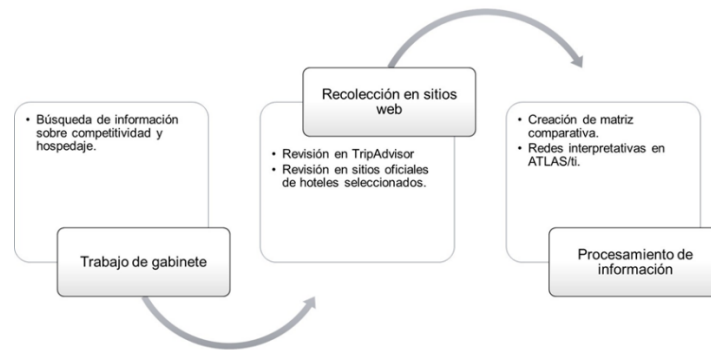 • Búsqueda de información
sobre competitividad y
hospedaje.
Trabajo de gabinete
Recolección en sitios
web
• Revisión en TripAdvisor
• Revisión en sitios oficiales
de hoteles seleccionados.
• Creación de matriz
comparativa.
• Redes interpretativas en
ATLAS/ti.
Procesamiento de
información